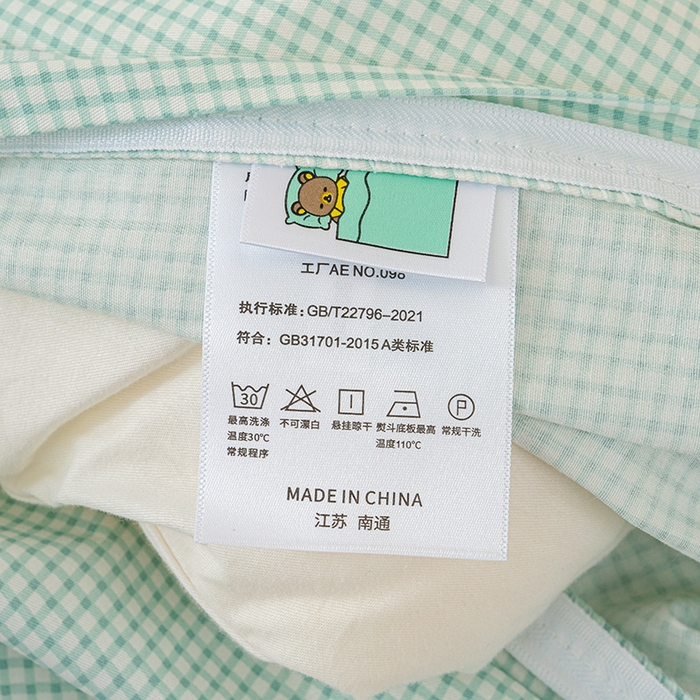 工厂AE NO.098
执行标准: GB/T22796-2021
符合: GB31701-2015 A类标准
30 P
最高洗涤 不可漂白 悬挂晾干 熨斗底板最高 常规干洗
温度30℃ 温度110℃
常规程序
MADE IN CHINA
江苏 南通